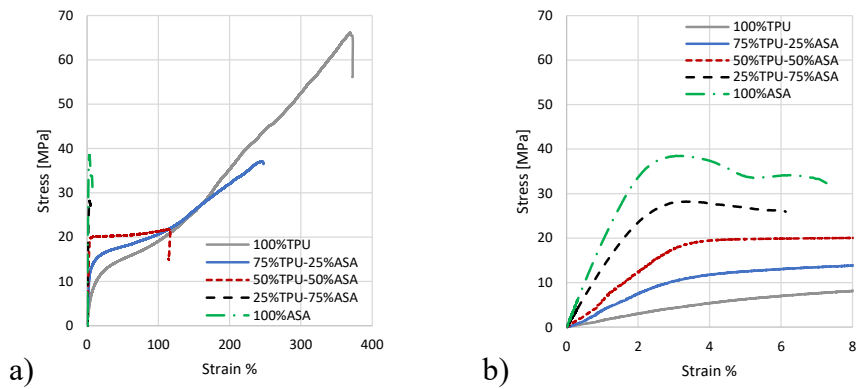 70
60
50
40
30
20
10
0
Stress [MPa]
100%TPU
75%TPU-25%ASA
50%TPU-50%ASA
25%TPU-75%ASA
100%ASA
0 100 200 300 400
Strain %
a)
70
60
50
40
30
20
10
0
Stress [MPa]
100%TPU
75%TPU-25%ASA
50%TPU-50%ASA
25%TPU-75%ASA
100%ASA
0 2 4 6 8
Strain %
b)